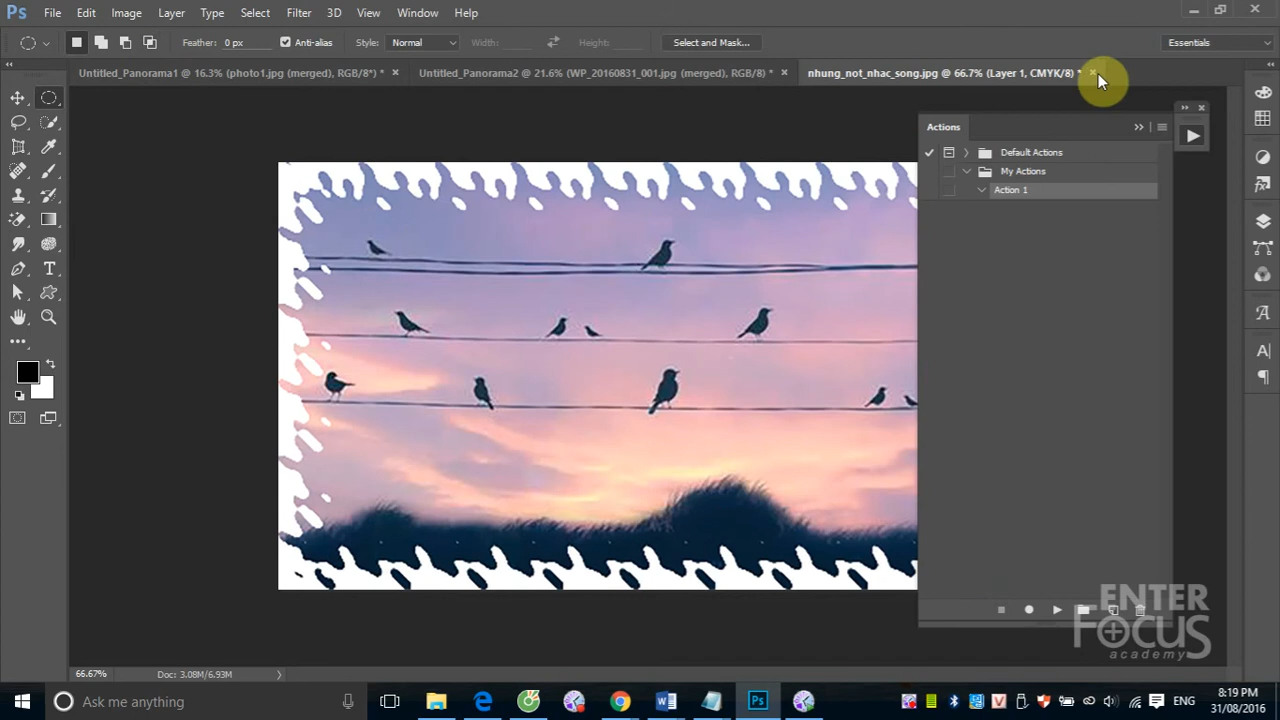 Ps File Edit Image Layer Type Select Filter 3D View Window Help
Feather: 0 px Anti-alias Style: Normal Width: Height: Select and Mask... Essentials
Untitled_Panorama1 @ 16.3% (photo1.jpg (merged), RGB/8*) * × Untitled_Panorama2 @ 21.6% (WP_20160831_001.jpg (merged), RGB/8) * × nhung_not_nhac_song.jpg @ 66.7% (Layer 1, CMYK/8) *
Actions
Default Actions
My Actions
Action 1
ENTER
FOCUS
academy
66.67% Doc: 3.08M/6.93M
Ask me anything
ENG
8:19 PM
31/08/2016